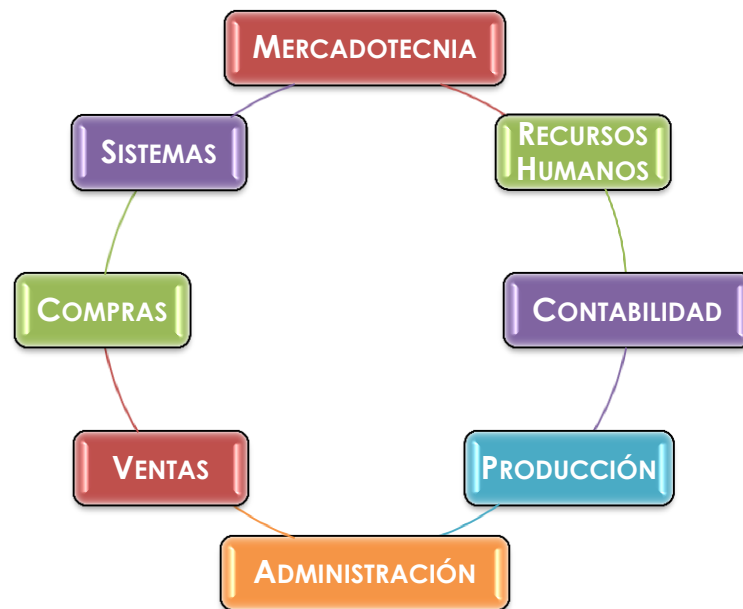 MERCADOTECNIA
RECURSOS
HUMANOS
CONTABILIDAD
PRODUCCIÓN
ADMINISTRACIÓN
VENTAS
COMPRAS
SISTEMAS